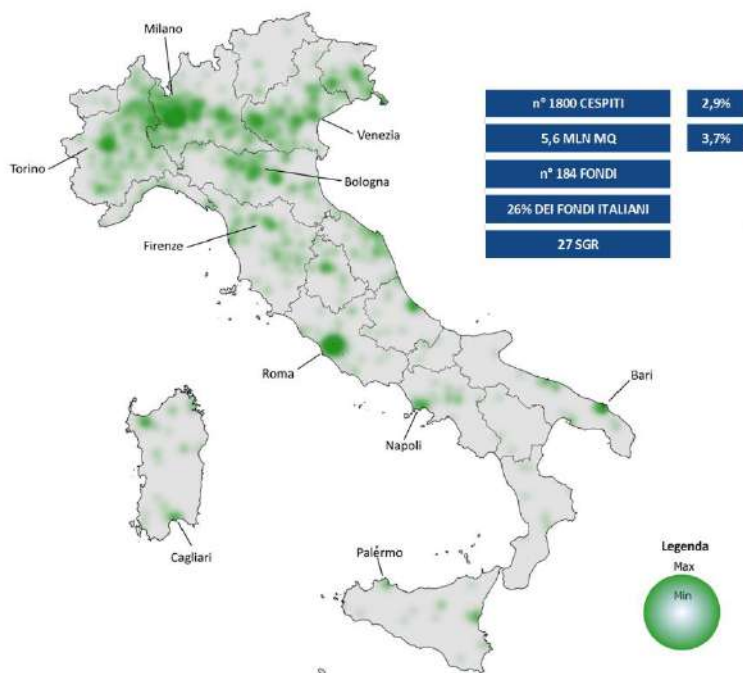 Milano
n° 1800 CESPITI 2,9%
Venezia
5,6 MLN MQ 3,7%
Torino
Bologna
n° 184 FONDI
26% DEI FONDI ITALIANI
Firenze
27 SGR
Roma
Bari
Napoli
Cagliari
Palermo
Legenda
Max
Min